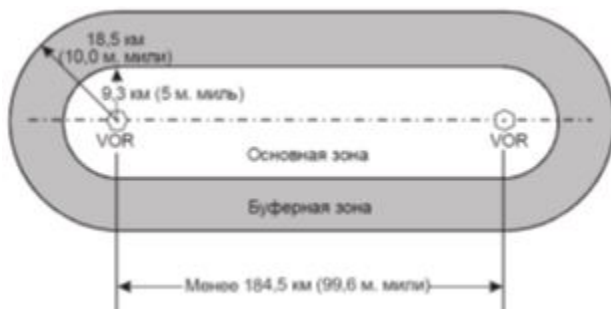 18,5 км
(10,0 м. мили)
9,3 км (5 м. миль)
VOR
VOR
Основная зона
Буферная зона
Менее 184,5 км (99,6 м. мили)